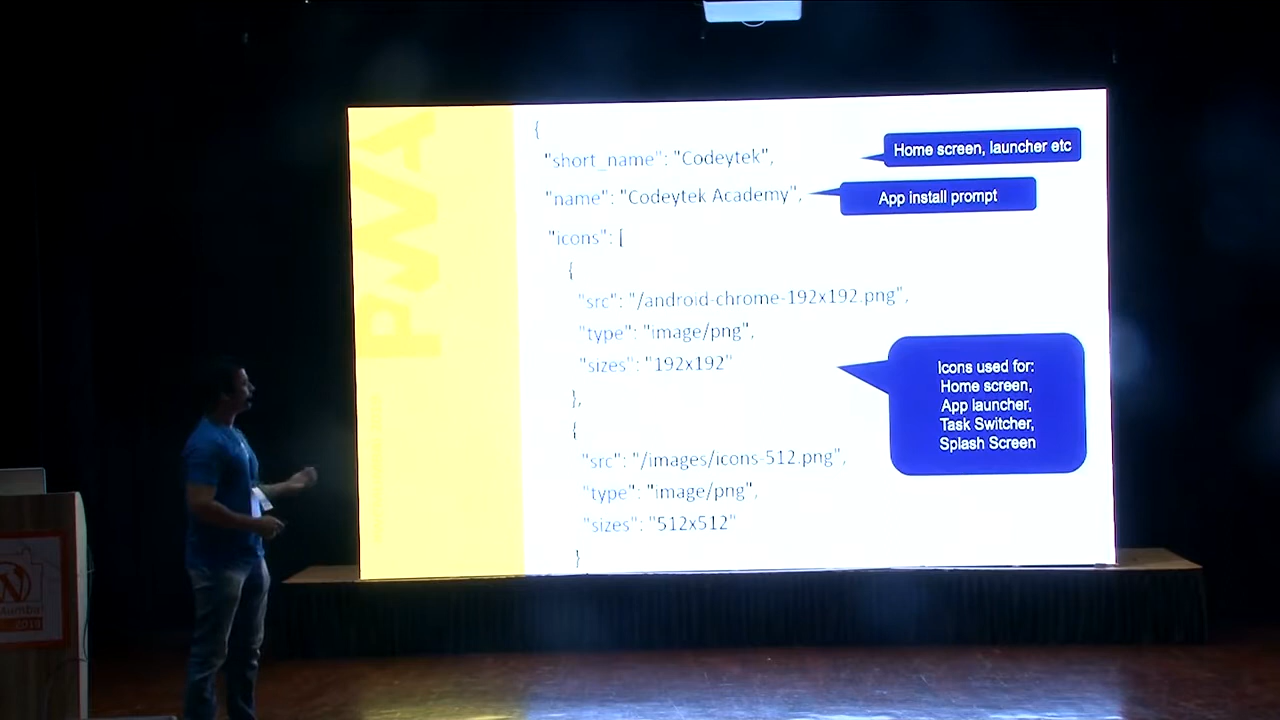 PWA
{
"short_name": "Codeytek",
Home screen, launcher etc
"name": "Codeytek Academy",
App install prompt
"icons": [
{
"src": "/android-chrome-192x192.png",
"type": "image/png",
"sizes": "192x192"
},
Icons used for:
Home screen,
App launcher,
Task Switcher,
Splash Screen
{
"src": "/images/icons-512.png",
"type": "image/png",
"sizes": "512x512"
}
Mumbai
2018